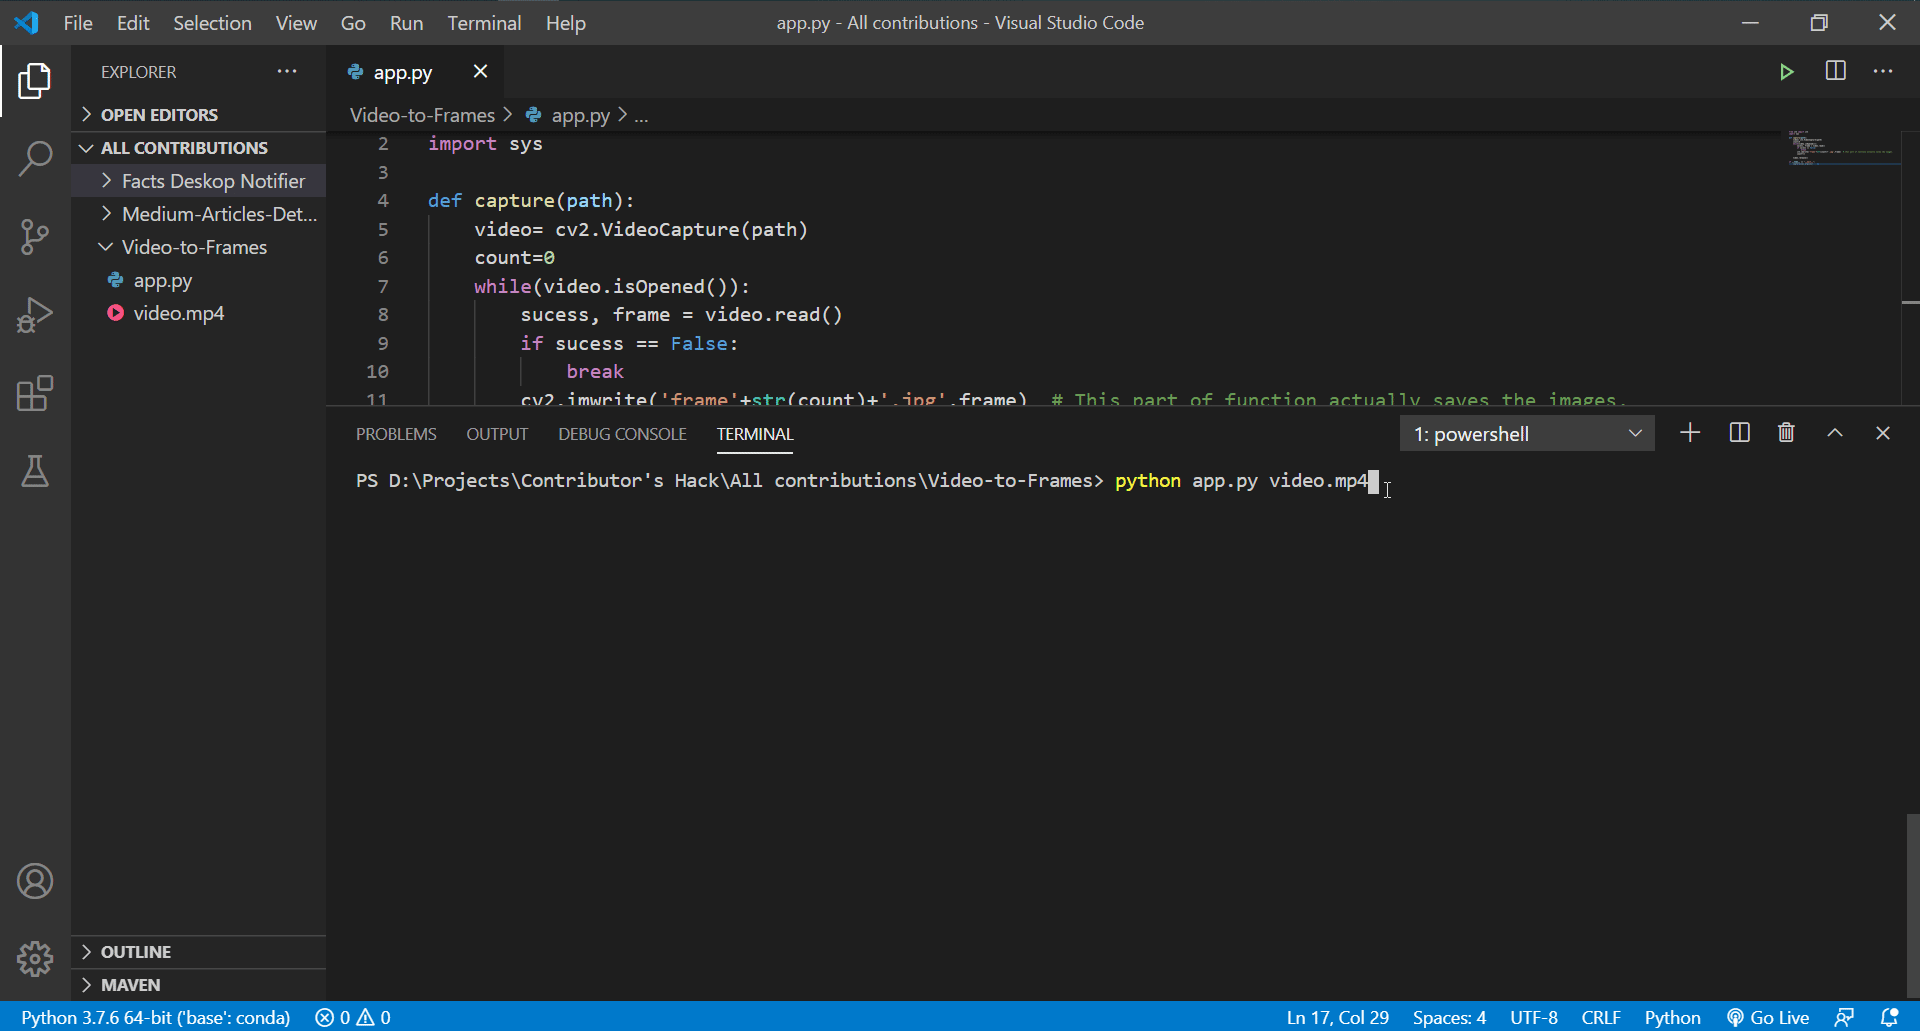 File Edit Selection View Go Run Terminal Help
app.py - All contributions - Visual Studio Code
EXPLORER
OPEN EDITORS
ALL CONTRIBUTIONS
Facts Deskop Notifier
Medium-Articles-Det...
Video-to-Frames
app.py
video.mp4
OUTLINE
MAVEN
app.py
Video-to-Frames > app.py > ...
2 import sys
3
4 def capture(path):
5 video= cv2.VideoCapture(path)
6 count=0
7 while(video.isOpened()):
8 sucess, frame = video.read()
9 if sucess == False:
10 break
11 cv2.imwrite('frame'+str(count)+'.jpg',frame) # This part of function actually saves the images.
PROBLEMS OUTPUT DEBUG CONSOLE TERMINAL
1: powershell
PS D:\Projects\Contributor's Hack\All contributions\Video-to-Frames> python app.py video.mp4
Python 3.7.6 64-bit ('base': conda) 0 0
Ln 17, Col 29 Spaces: 4 UTF-8 CRLF Python Go Live